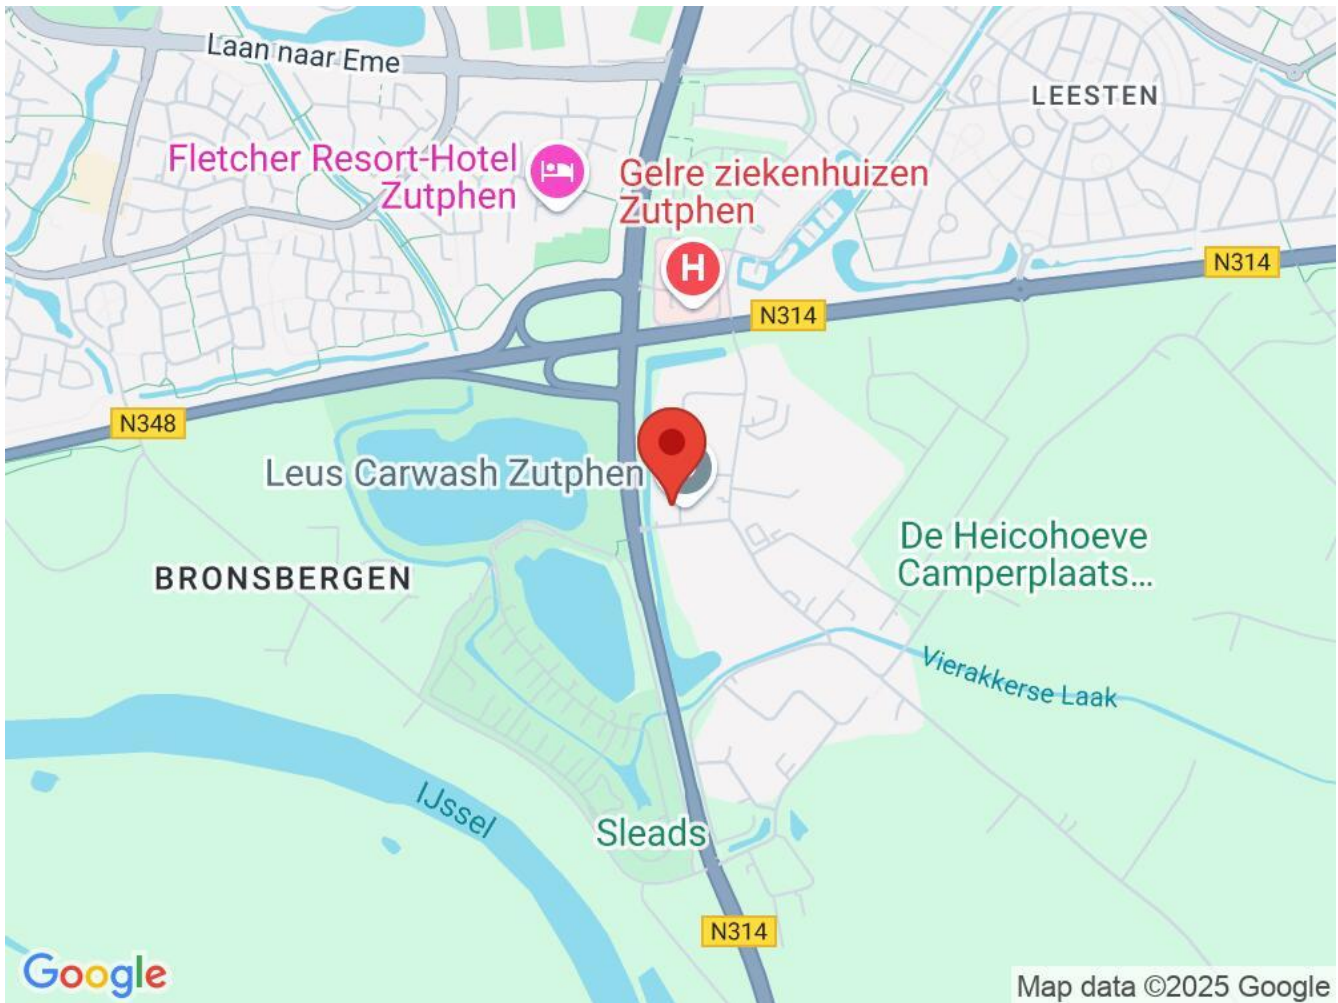 Laan naar Eme
LEESTEN
Fletcher Resort-Hotel
Zutphen
Gelre ziekenhuizen
Zutphen
H
N314
N314
N348
Leus Carwash Zutphen
De Heicohoeve
Camperplaats...
BRONSBERGEN
Vierakkerse Laak
IJssel
Sleads
N314
Google
Map data ©2025 Google